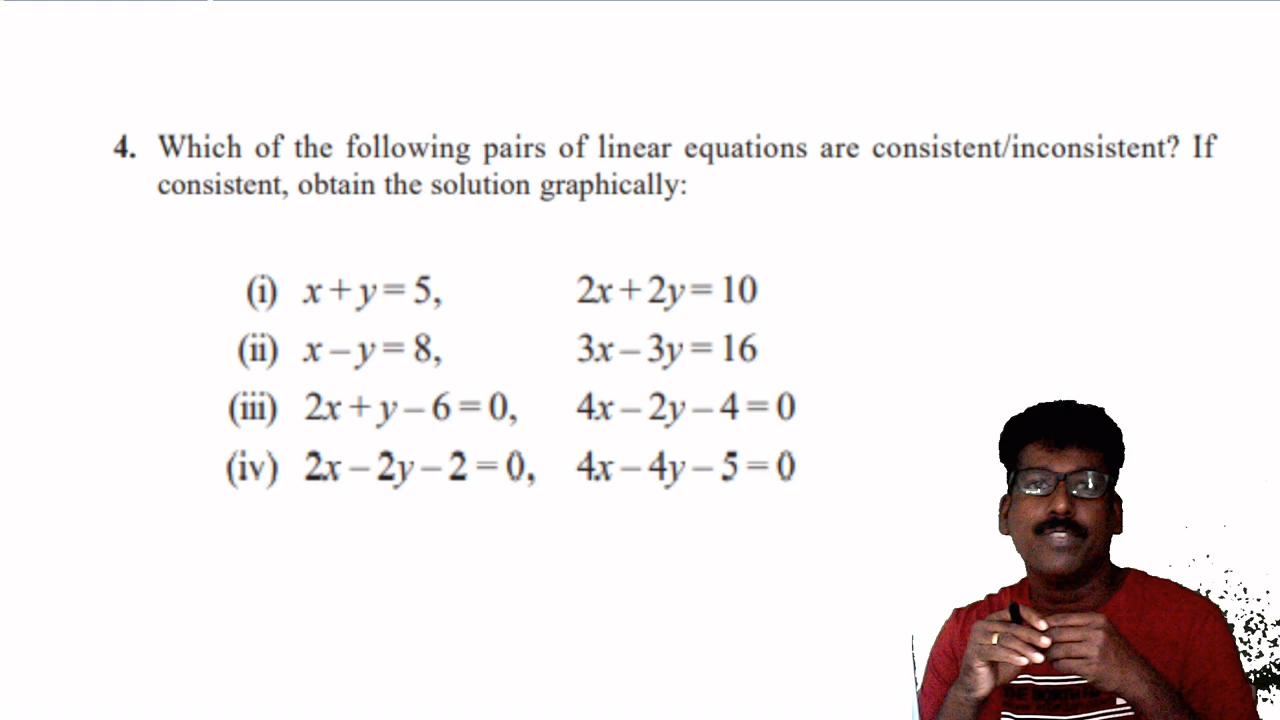 4. Which of the following pairs of linear equations are consistent/inconsistent? If
consistent, obtain the solution graphically:
(i) x + y = 5, 2x + 2y = 10
(ii) x – y = 8, 3x – 3y = 16
(iii) 2x + y – 6 = 0, 4x – 2y – 4 = 0
(iv) 2x – 2y – 2 = 0, 4x – 4y – 5 = 0
THE NORTH